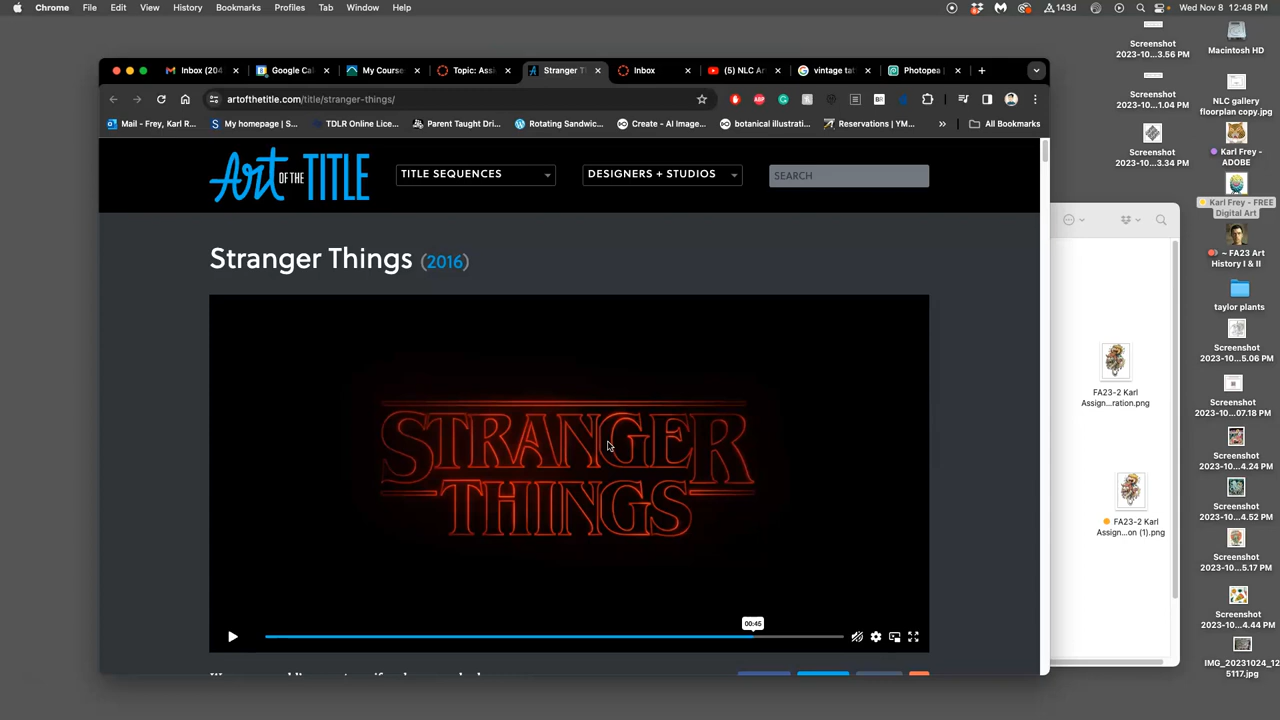 Chrome File Edit View History Bookmarks Profiles Tab Window Help
143d Wed Nov 8 12:48 PM
Inbox (204 Google Cal My Course Topic: Assi Stranger T Inbox (5) NLC Ar vintage tat Photopea |
artofthetitle.com/title/stranger-things/
Mail - Frey, Karl R... My homepage | S... TDLR Online Lice... Parent Taught Dri... Rotating Sandwic... Create - AI Image... botanical illustrati... Reservations | YM... » All Bookmarks
Art OF THE TITLE
TITLE SEQUENCES
DESIGNERS + STUDIOS
SEARCH
Stranger Things (2016)
STRANGER
THINGS
00:45
FA23-2 Karl
Assign...ration.png
FA23-2 Karl
Assign...on (1).png
Screenshot
2023-10...3.56 PM
Screenshot
2023-10...1.04 PM
Screenshot
2023-10...3.34 PM
Macintosh HD
NLC gallery
floorplan copy.jpg
Karl Frey -
ADOBE
Karl Frey - FREE
Digital Art
~ FA23 Art
History I & II
taylor plants
Screenshot
2023-10...5.06 PM
Screenshot
2023-10...07.18 PM
Screenshot
2023-10...4.24 PM
Screenshot
2023-10...4.52 PM
Screenshot
2023-10...5.17 PM
Screenshot
2023-10...4.44 PM
IMG_20231024_12
5117.jpg